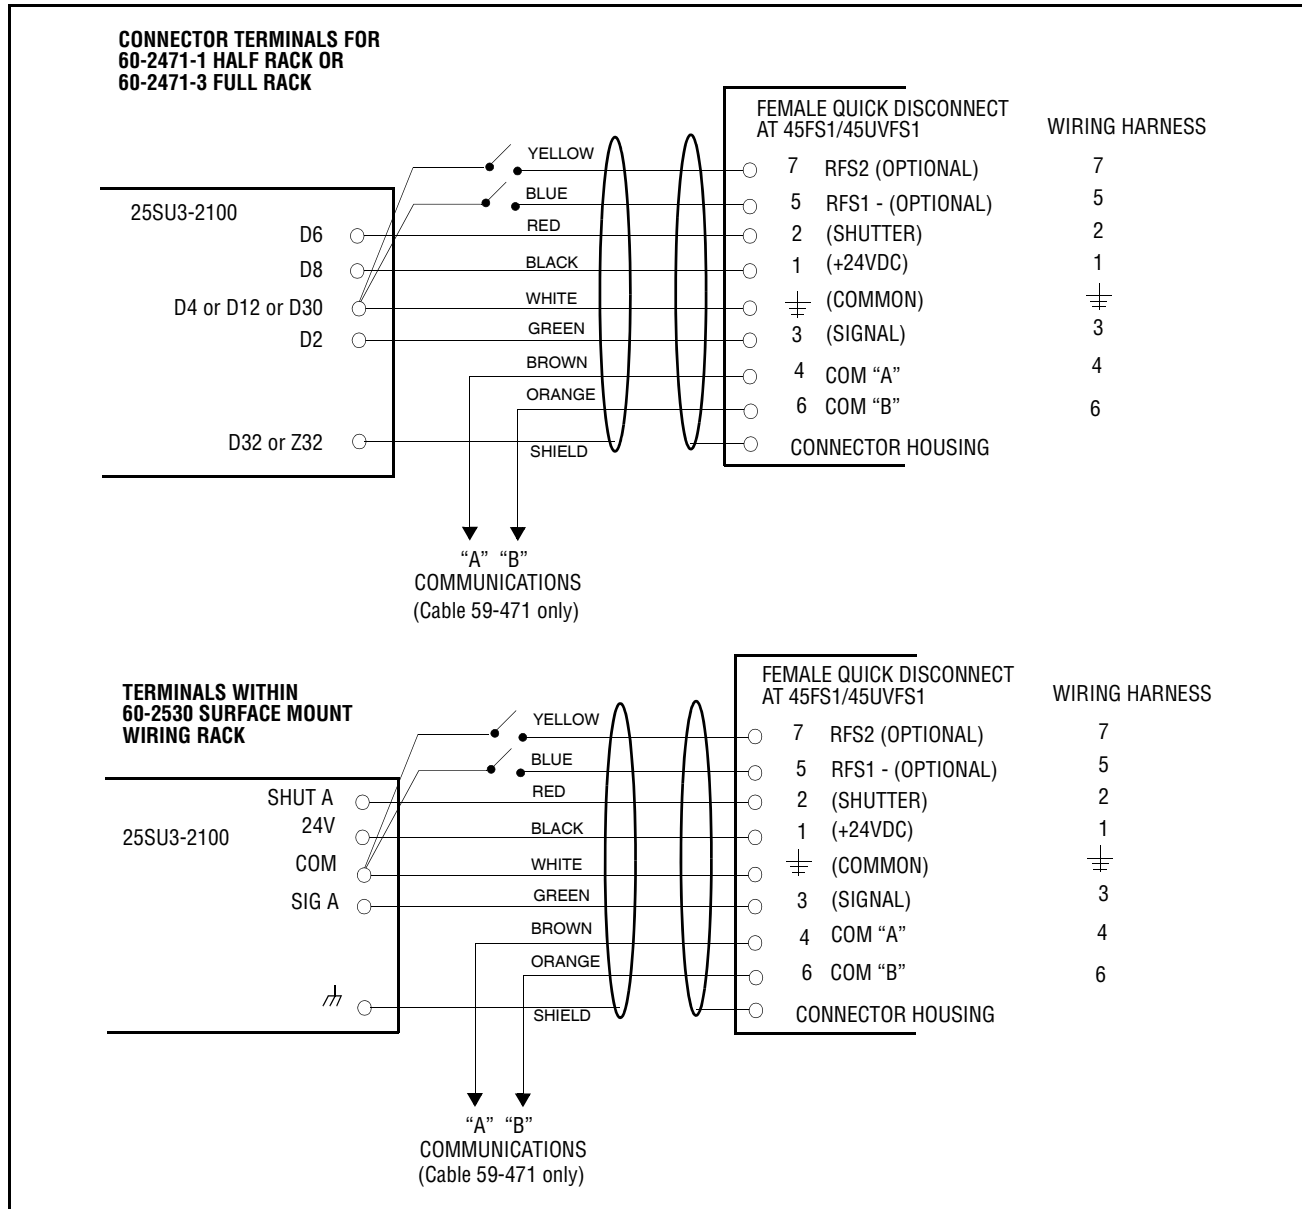 CONNECTOR TERMINALS FOR
60-2471-1 HALF RACK OR
60-2471-3 FULL RACK
FEMALE QUICK DISCONNECT
AT 45FS1/45UVFS1
WIRING HARNESS
YELLOW
7 RFS2 (OPTIONAL)
7
25SU3-2100
BLUE
5 RFS1 - (OPTIONAL)
5
D6
RED
2 (SHUTTER)
2
D8
BLACK
1 (+24VDC)
1
D4 or D12 or D30
WHITE
(COMMON)
D2
GREEN
3 (SIGNAL)
3
BROWN
4 COM “A”
4
ORANGE
6 COM “B”
6
D32 or Z32
SHIELD
CONNECTOR HOUSING
“A” “B”
COMMUNICATIONS
(Cable 59-471 only)
TERMINALS WITHIN
60-2530 SURFACE MOUNT
WIRING RACK
FEMALE QUICK DISCONNECT
AT 45FS1/45UVFS1
WIRING HARNESS
YELLOW
7 RFS2 (OPTIONAL)
7
BLUE
5 RFS1 - (OPTIONAL)
5
SHUT A
RED
2 (SHUTTER)
2
25SU3-2100
24V
BLACK
1 (+24VDC)
1
COM
WHITE
(COMMON)
SIG A
GREEN
3 (SIGNAL)
3
BROWN
4 COM “A”
4
ORANGE
6 COM “B”
6
SHIELD
CONNECTOR HOUSING
“A” “B”
COMMUNICATIONS
(Cable 59-471 only)